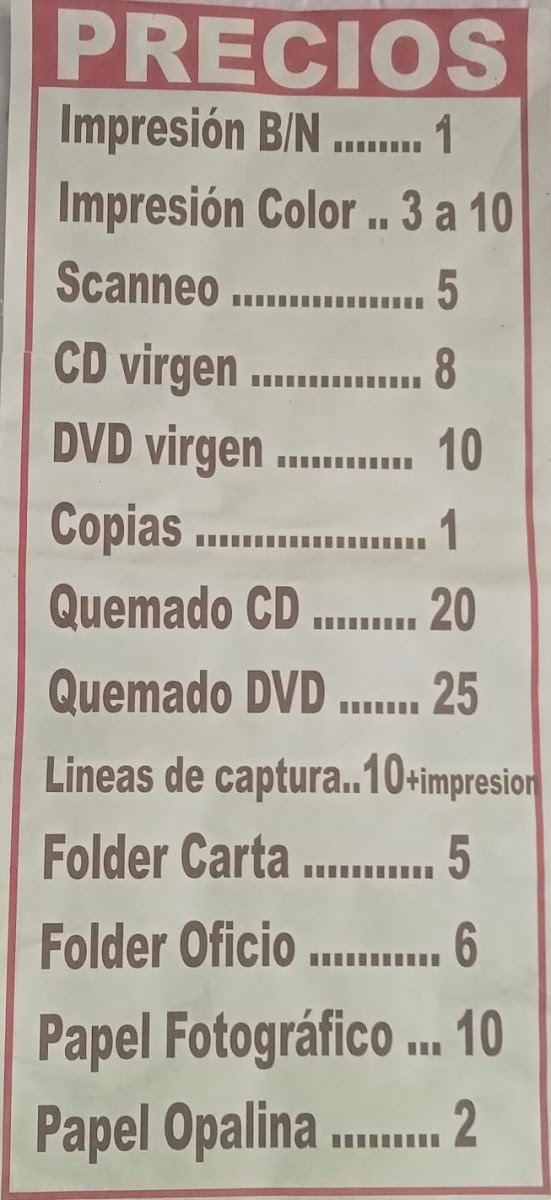 PRECIOS
Impresión B/N ........ 1
Impresión Color .. 3 a 10
Scanneo ................. 5
CD virgen ............... 8
DVD virgen ............ 10
Copias .................... 1
Quemado CD ......... 20
Quemado DVD ....... 25
Lineas de captura..10+impresion
Folder Carta ........... 5
Folder Oficio ........... 6
Papel Fotográfico ... 10
Papel Opalina ......... 2